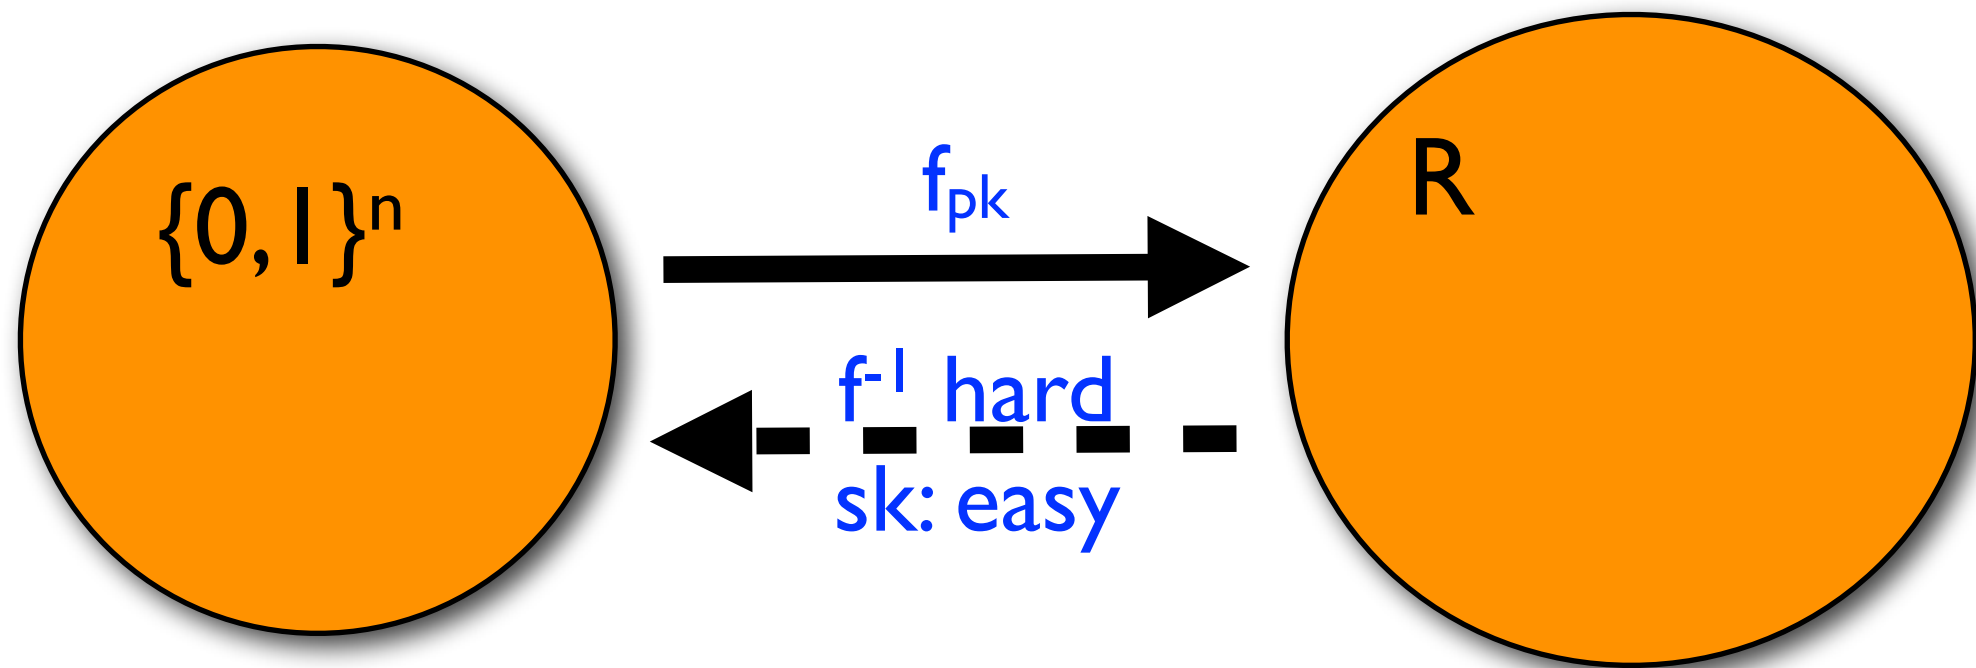 {0,1}ⁿ
f_pk
R
f⁻¹ hard
sk: easy